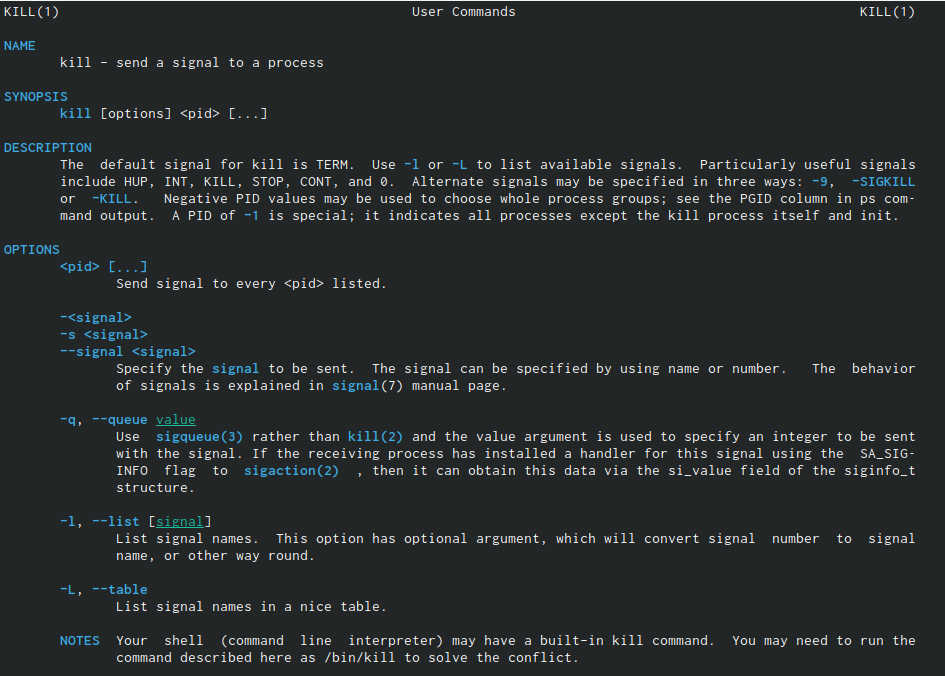 KILL(1) User Commands KILL(1)
NAME
kill - send a signal to a process
SYNOPSIS
kill [options] <pid> [...]
DESCRIPTION
The default signal for kill is TERM. Use -l or -L to list available signals. Particularly useful signals
include HUP, INT, KILL, STOP, CONT, and 0. Alternate signals may be specified in three ways: -9, -SIGKILL
or -KILL. Negative PID values may be used to choose whole process groups; see the PGID column in ps com-
mand output. A PID of -1 is special; it indicates all processes except the kill process itself and init.
OPTIONS
<pid> [...]
Send signal to every <pid> listed.
-<signal>
-s <signal>
--signal <signal>
Specify the signal to be sent. The signal can be specified by using name or number. The behavior
of signals is explained in signal(7) manual page.
-q, --queue value
Use sigqueue(3) rather than kill(2) and the value argument is used to specify an integer to be sent
with the signal. If the receiving process has installed a handler for this signal using the SA_SIG-
INFO flag to sigaction(2) , then it can obtain this data via the si_value field of the siginfo_t
structure.
-l, --list [signal]
List signal names. This option has optional argument, which will convert signal number to signal
name, or other way round.
-L, --table
List signal names in a nice table.
NOTES Your shell (command line interpreter) may have a built-in kill command. You may need to run the
command described here as /bin/kill to solve the conflict.